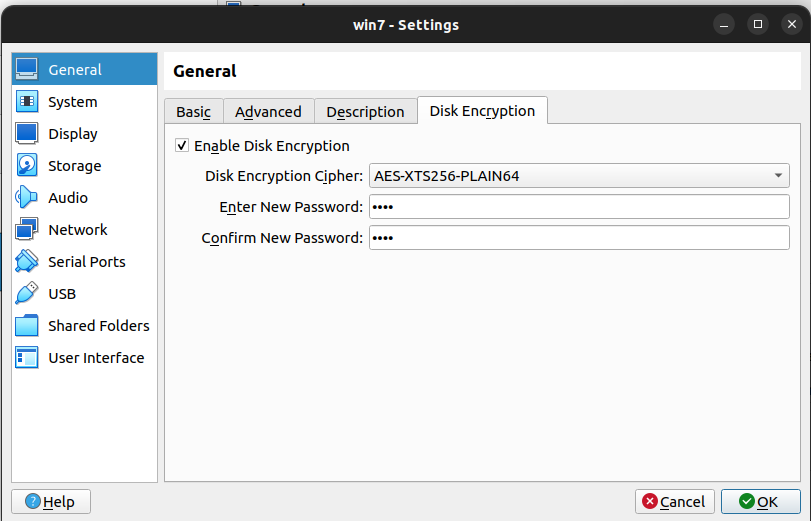 win7 - Settings
General
System
Display
Storage
Audio
Network
Serial Ports
USB
Shared Folders
User Interface
General
Basic Advanced Description Disk Encryption
Enable Disk Encryption
Disk Encryption Cipher: AES-XTS256-PLAIN64
Enter New Password: ••••
Confirm New Password: ••••
Help Cancel OK